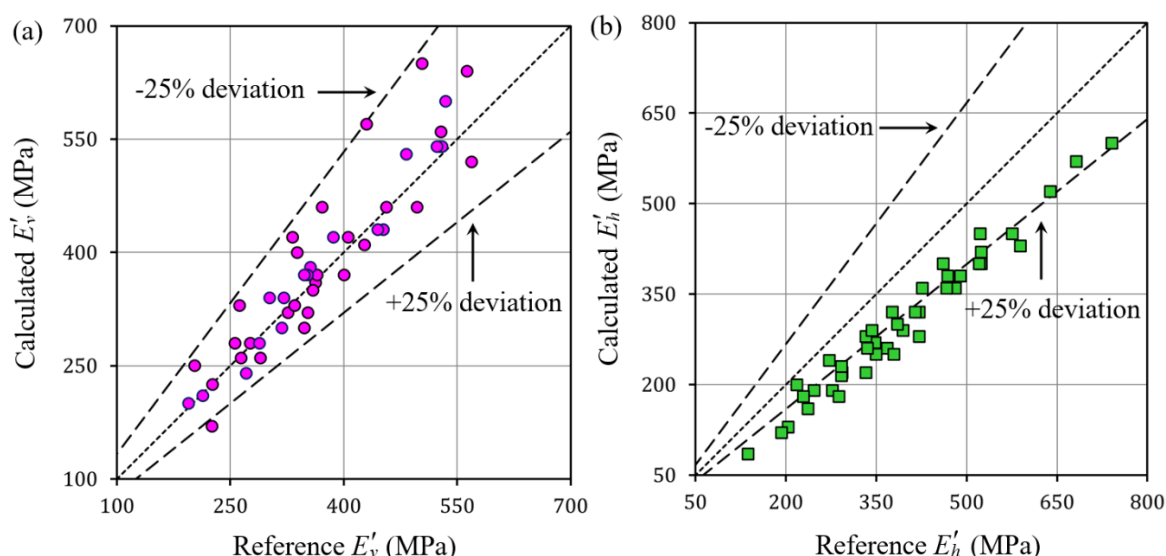 (a)
700
550
400
250
100
Calculated E′v (MPa)
-25% deviation
+25% deviation
100 250 400 550 700
Reference E′v (MPa)
(b)
800
650
500
350
200
50
Calculated E′h (MPa)
-25% deviation
+25% deviation
50 200 350 500 650 800
Reference E′h (MPa)